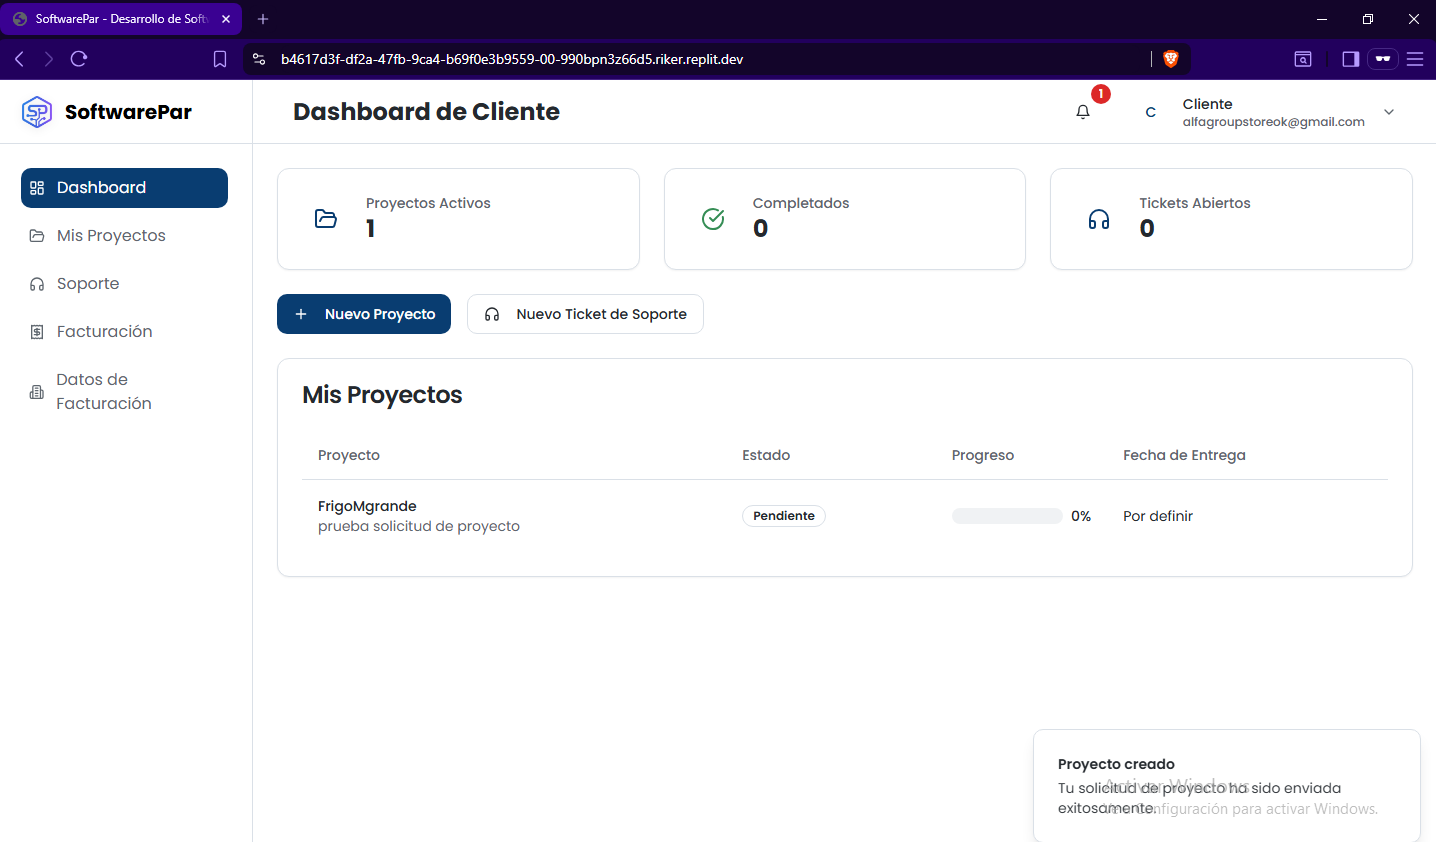 SoftwarePar - Desarrollo de Softw
b4617d3f-df2a-47fb-9ca4-b69f0e3b9559-00-990bpn3z66d5.riker.replit.dev
SP
SoftwarePar
Dashboard de Cliente
1
C
Cliente
alfagroupstoreok@gmail.com
Dashboard
Mis Proyectos
Soporte
Facturación
Datos de
Facturación
Proyectos Activos
1
Completados
0
Tickets Abiertos
0
Nuevo Proyecto
Nuevo Ticket de Soporte
Mis Proyectos
Proyecto Estado Progreso Fecha de Entrega
FrigoMgrande
prueba solicitud de proyecto
Pendiente
0%
Por definir
Proyecto creado
Tu solicitud de proyecto ha sido enviada
exitosamente.
Activar Windows
Ve a Configuración para activar Windows.